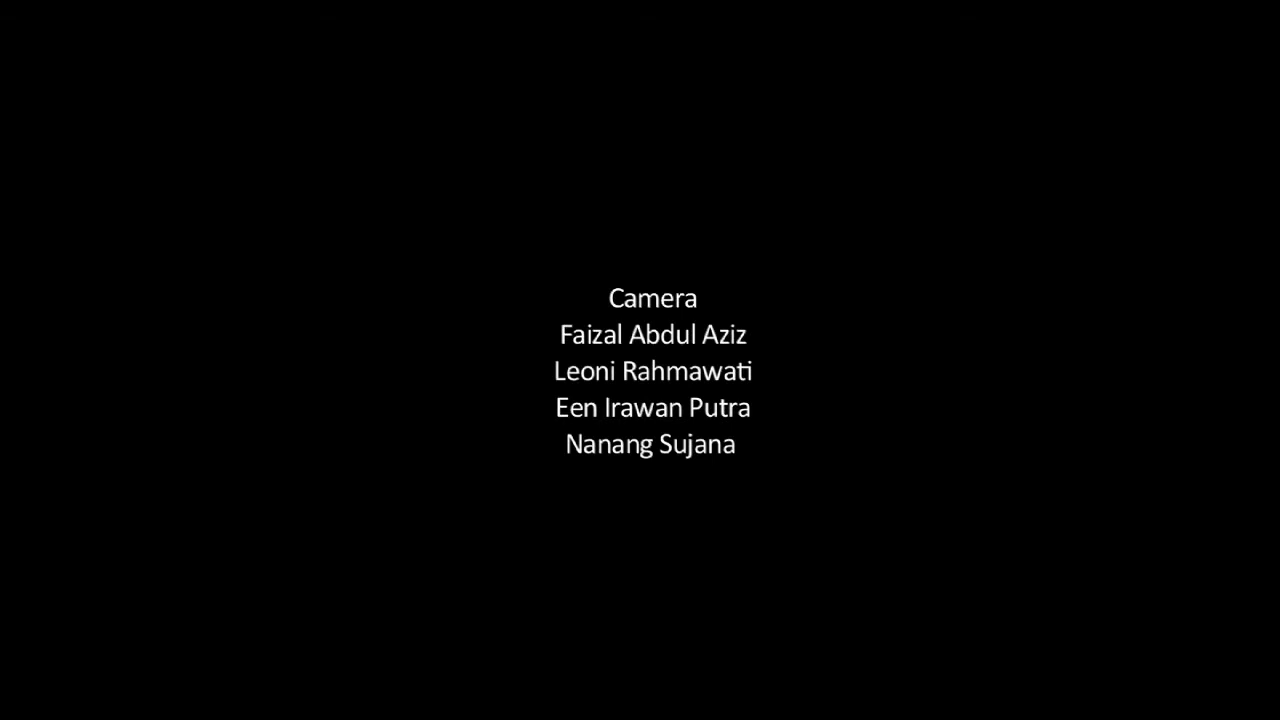 Camera
Faizal Abdul Aziz
Leoni Rahmawati
Een Irawan Putra
Nanang Sujana